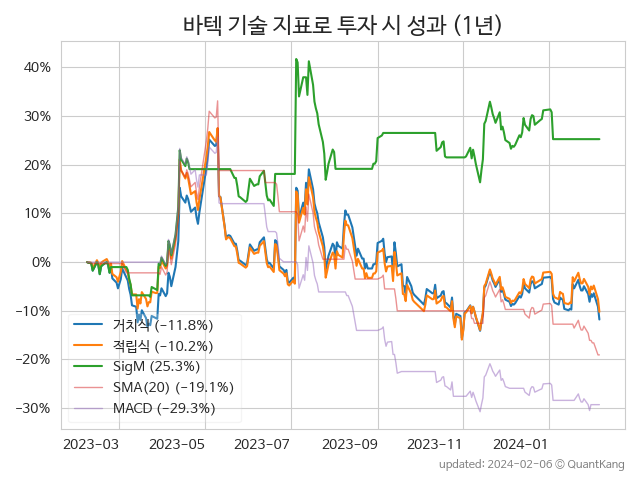 바텍 기술 지표로 투자 시 성과 (1년)
40%
30%
20%
10%
0%
−10%
−20%
−30%
거치식 (−11.8%)
적립식 (−10.2%)
SigM (25.3%)
SMA(20) (−19.1%)
MACD (−29.3%)
2023-03 2023-05 2023-07 2023-09 2023-11 2024-01
updated: 2024-02-06 ⓒ QuantKang